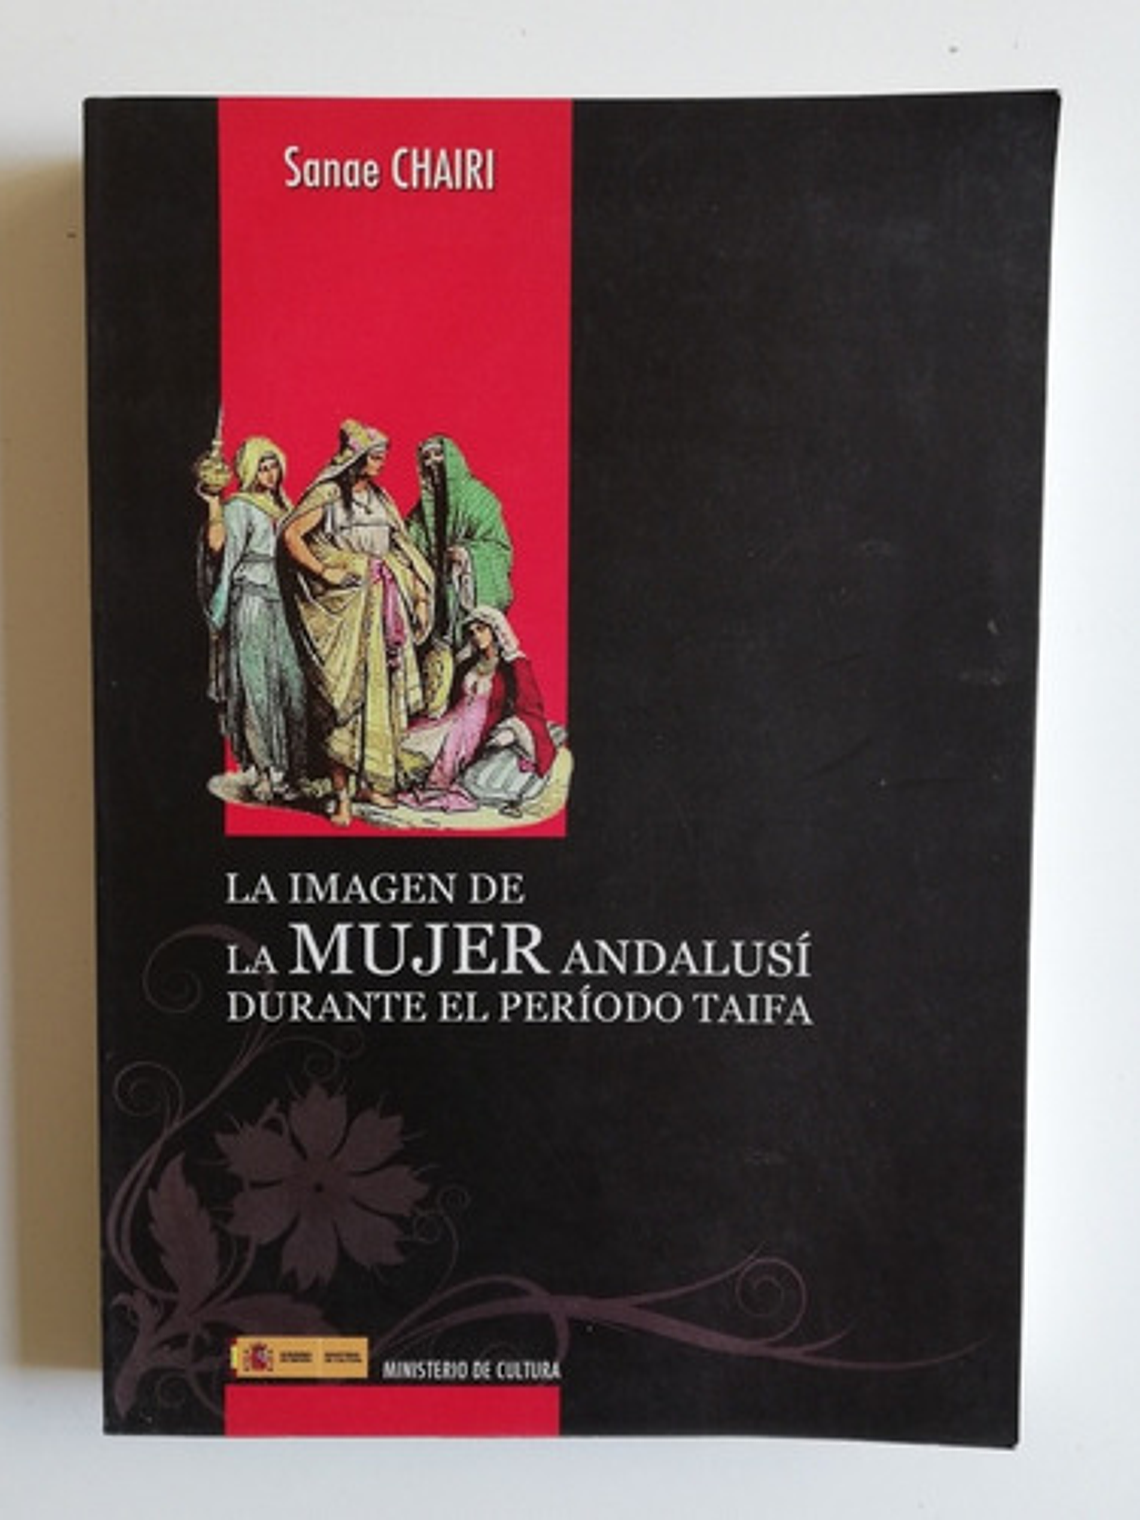 Sanae CHAIRI
LA IMAGEN DE
LA MUJER ANDALUSÍ
DURANTE EL PERÍODO TAIFA
MINISTERIO DE CULTURA